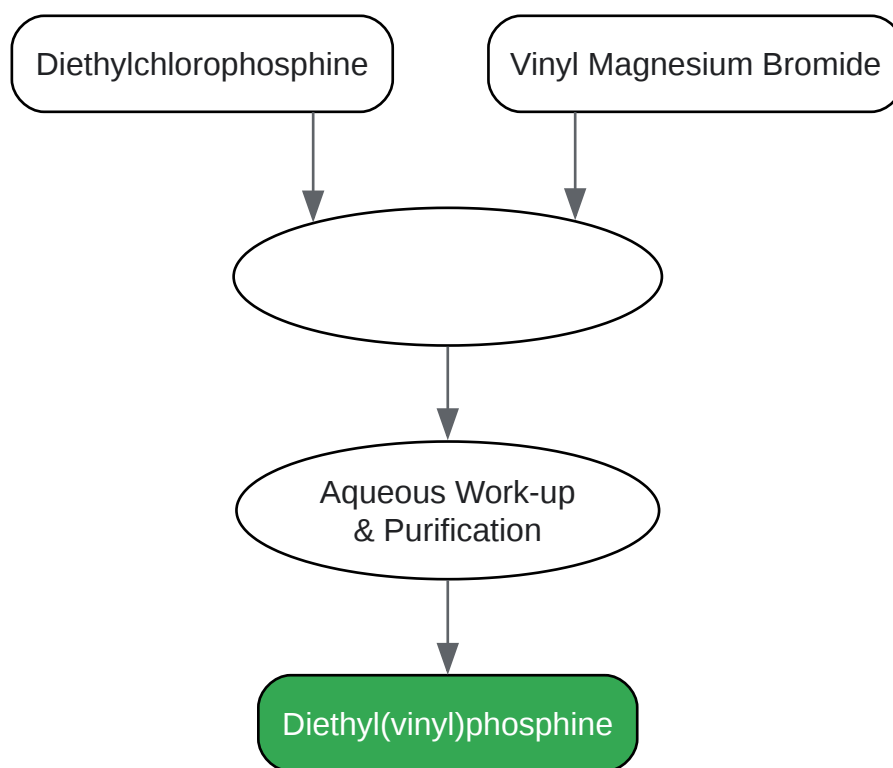 Diethylchlorophosphine
Vinyl Magnesium Bromide
Aqueous Work-up
& Purification
Diethyl(vinyl)phosphine